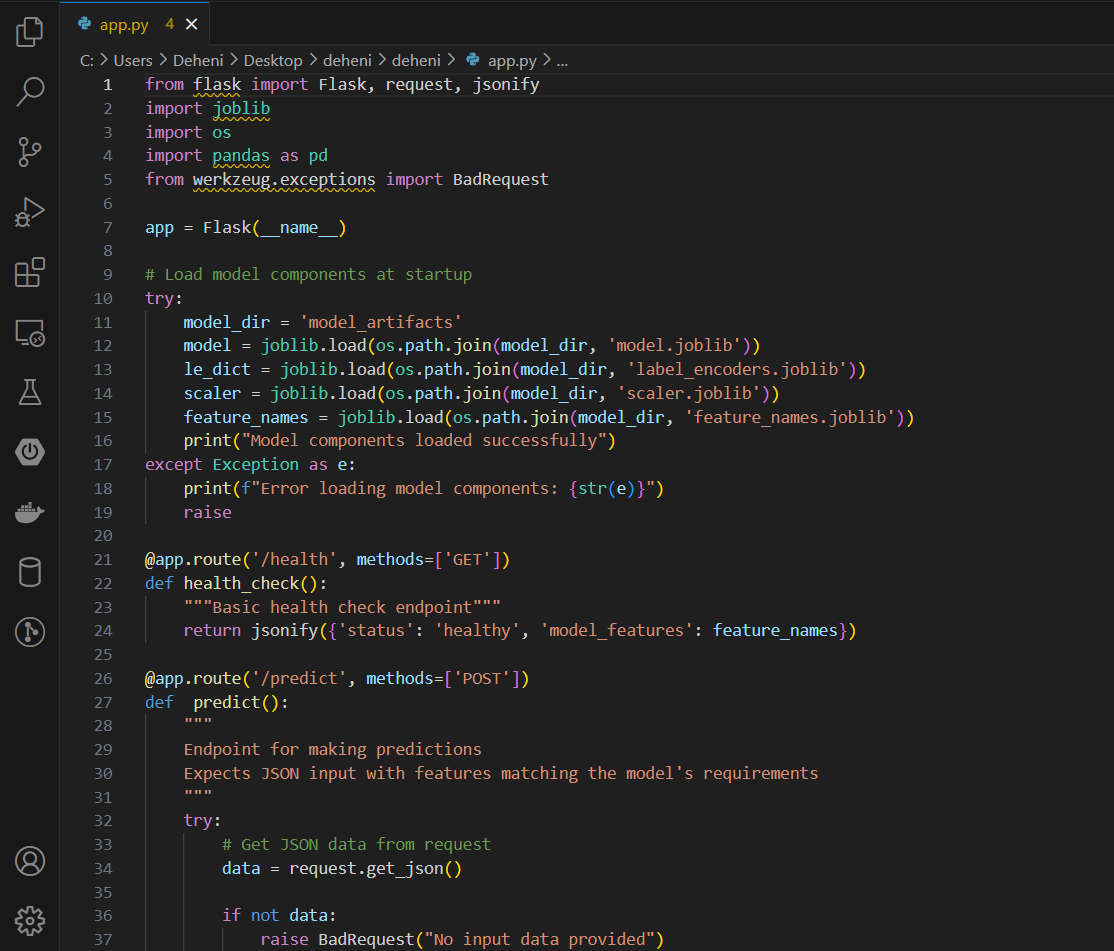 app.py 4
C: > Users > Deheni > Desktop > deheni > deheni > app.py > ...
1 from flask import Flask, request, jsonify
2 import joblib
3 import os
4 import pandas as pd
5 from werkzeug.exceptions import BadRequest
6
7 app = Flask(__name__)
8
9 # Load model components at startup
10 try:
11     model_dir = 'model_artifacts'
12     model = joblib.load(os.path.join(model_dir, 'model.joblib'))
13     le_dict = joblib.load(os.path.join(model_dir, 'label_encoders.joblib'))
14     scaler = joblib.load(os.path.join(model_dir, 'scaler.joblib'))
15     feature_names = joblib.load(os.path.join(model_dir, 'feature_names.joblib'))
16     print("Model components loaded successfully")
17 except Exception as e:
18     print(f"Error loading model components: {str(e)}")
19     raise
20
21 @app.route('/health', methods=['GET'])
22 def health_check():
23     """Basic health check endpoint"""
24     return jsonify({'status': 'healthy', 'model_features': feature_names})
25
26 @app.route('/predict', methods=['POST'])
27 def  predict():
28     """
29     Endpoint for making predictions
30     Expects JSON input with features matching the model's requirements
31     """
32     try:
33         # Get JSON data from request
34         data = request.get_json()
35
36         if not data:
37             raise BadRequest("No input data provided")